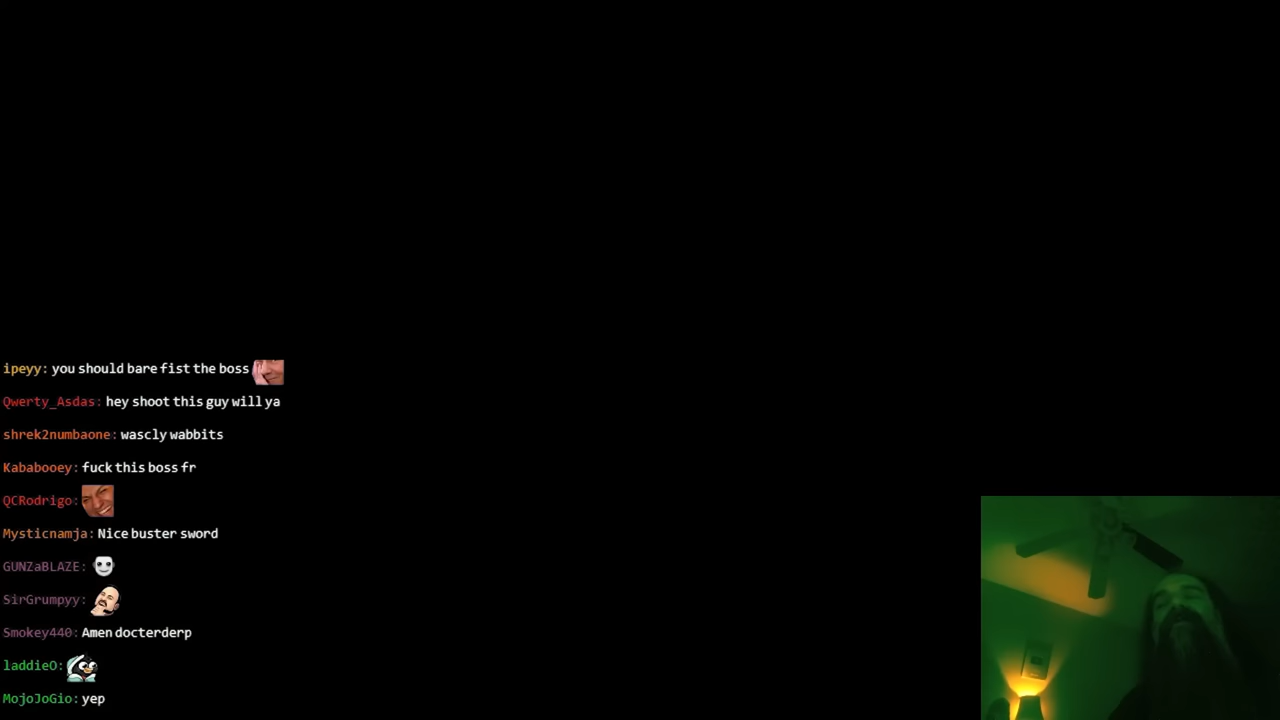 ipeyy: you should bare fist the boss
Qwerty_Asdas: hey shoot this guy will ya
shrek2numbaone: wascly wabbits
Kababooey: fuck this boss fr
QCRodrigo:
Mysticnamja: Nice buster sword
GUNZaBLAZE:
SirGrumpyy:
Smokey440: Amen docterderp
laddieO:
MojoJoGio: yep